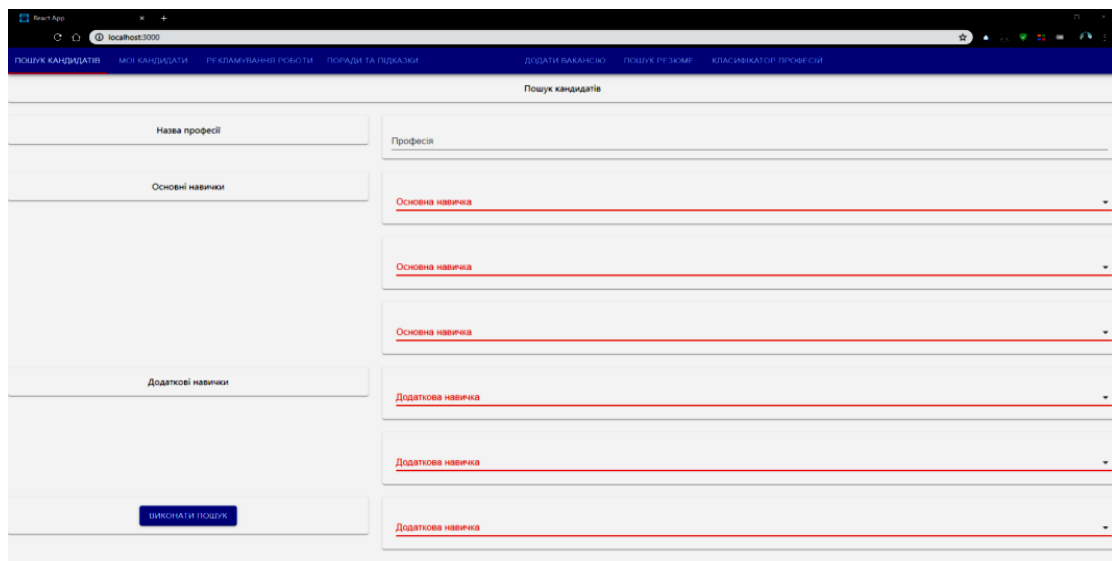 React App
localhost:3000
ПОШУК КАНДИДАТІВ МОЇ КАНДИДАТИ РЕКЛАМУВАННЯ РОБОТИ ПОРАДИ ТА ПІДКАЗКИ ДОДАТИ ВАКАНСІЮ ПОШУК РЕЗЮМЕ КЛАСИФІКАТОР ПРОФЕСІЙ
Пошук кандидатів
Назва професії
Професія
Основні навички
Основна навичка
Основна навичка
Основна навичка
Додаткові навички
Додаткова навичка
Додаткова навичка
ВИКОНАТИ ПОШУК
Додаткова навичка